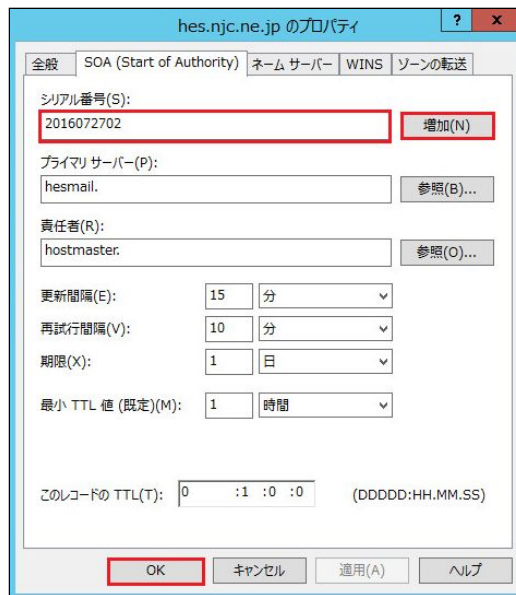 hes.njc.ne.jp のプロパティ
? x
全般 SOA (Start of Authority) ネーム サーバー WINS ゾーンの転送
シリアル番号(S):
2016072702 増加(N)
プライマリ サーバー(P):
hesmail. 参照(B)...
責任者(R):
hostmaster. 参照(O)...
更新間隔(E): 15 分
再試行間隔(V): 10 分
期限(X): 1 日
最小 TTL 値 (既定)(M): 1 時間
このレコードの TTL(T): 0 :1 :0 :0 (DDDDD:HH.MM.SS)
OK キャンセル 適用(A) ヘルプ